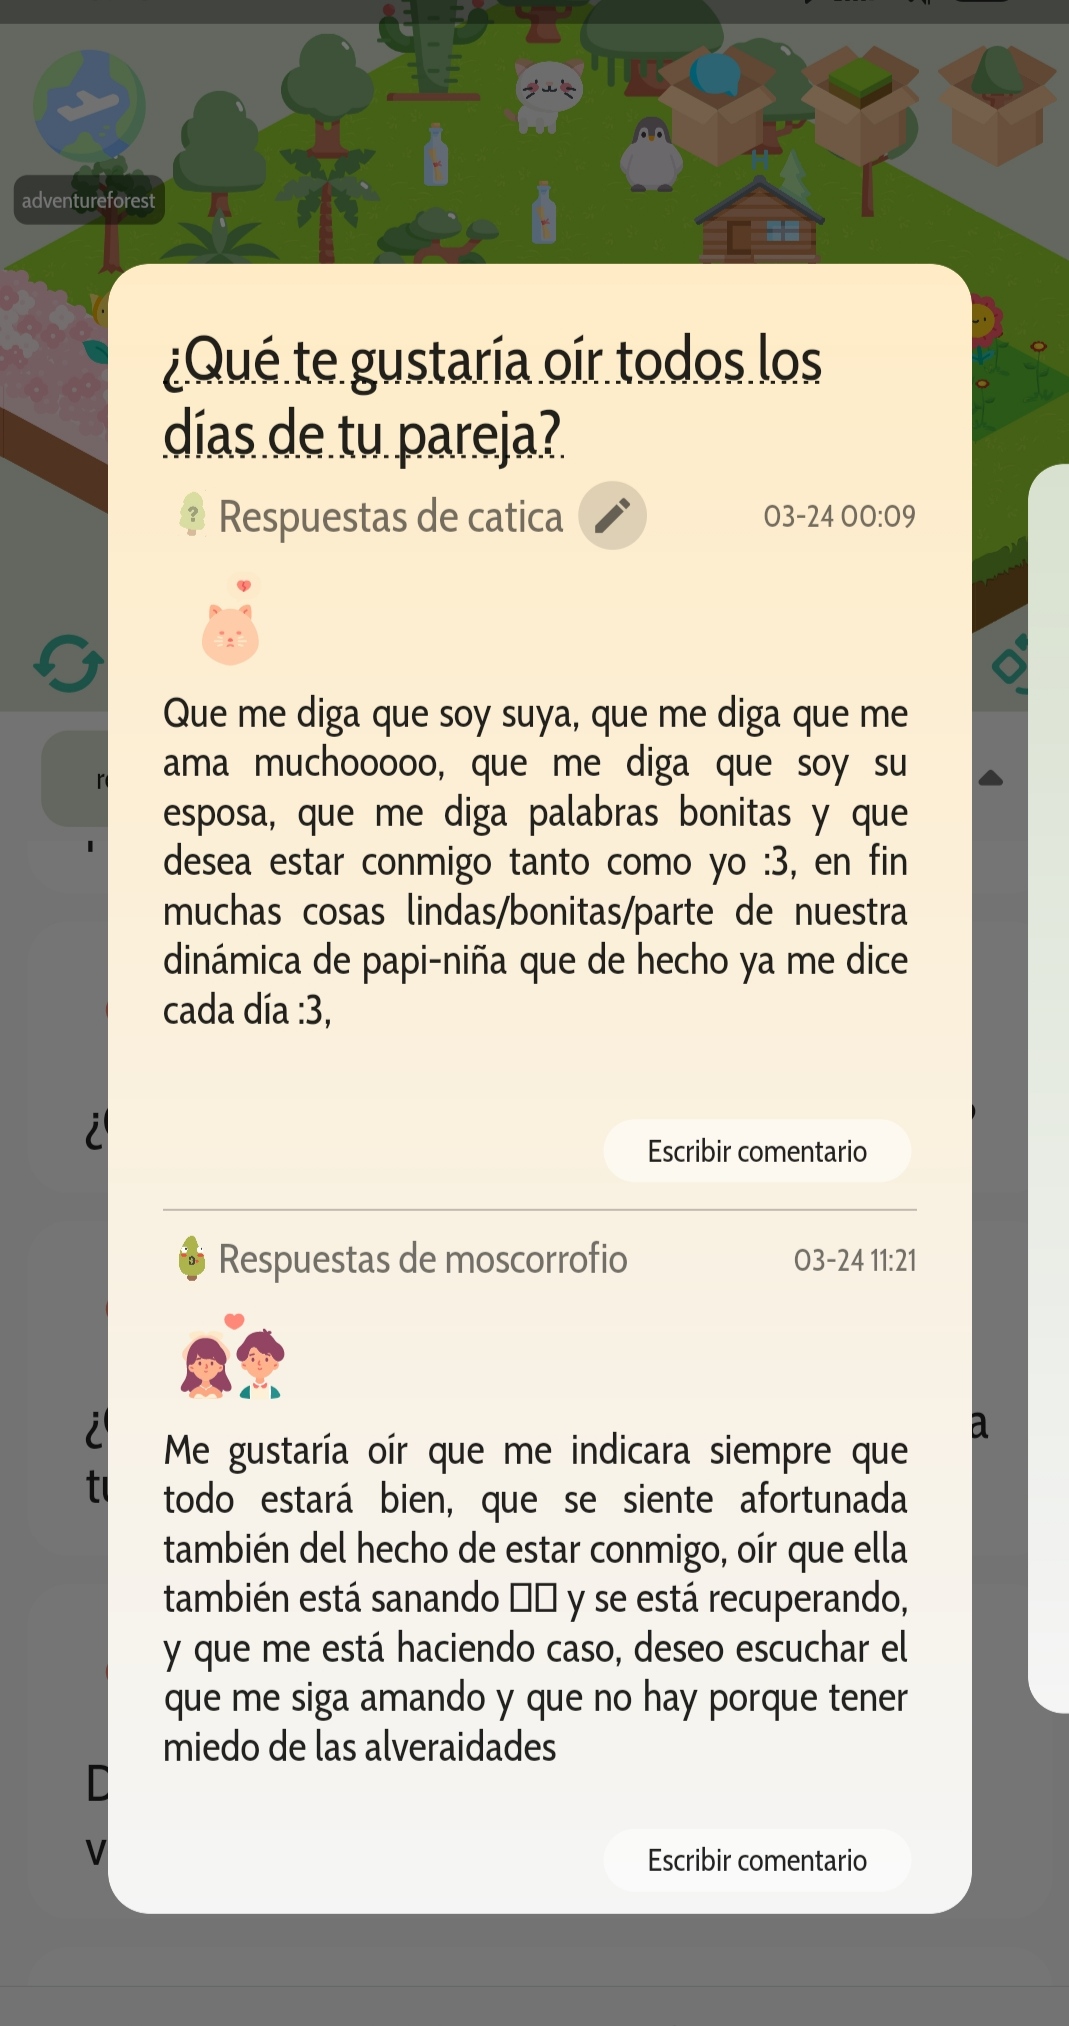 adventureforest
¿Qué te gustaría oír todos los
días de tu pareja?
Respuestas de catica
03-24 00:09
Que me diga que soy suya, que me diga que me
ama muchooooo, que me diga que soy su
esposa, que me diga palabras bonitas y que
desea estar conmigo tanto como yo :3, en fin
muchas cosas lindas/bonitas/parte de nuestra
dinámica de papi-niña que de hecho ya me dice
cada día :3,
Escribir comentario
Respuestas de moscorrofio
03-24 11:21
Me gustaría oír que me indicara siempre que
todo estará bien, que se siente afortunada
también del hecho de estar conmigo, oír que ella
también está sanando □□ y se está recuperando,
y que me está haciendo caso, deseo escuchar el
que me siga amando y que no hay porque tener
miedo de las alveraidades
Escribir comentario